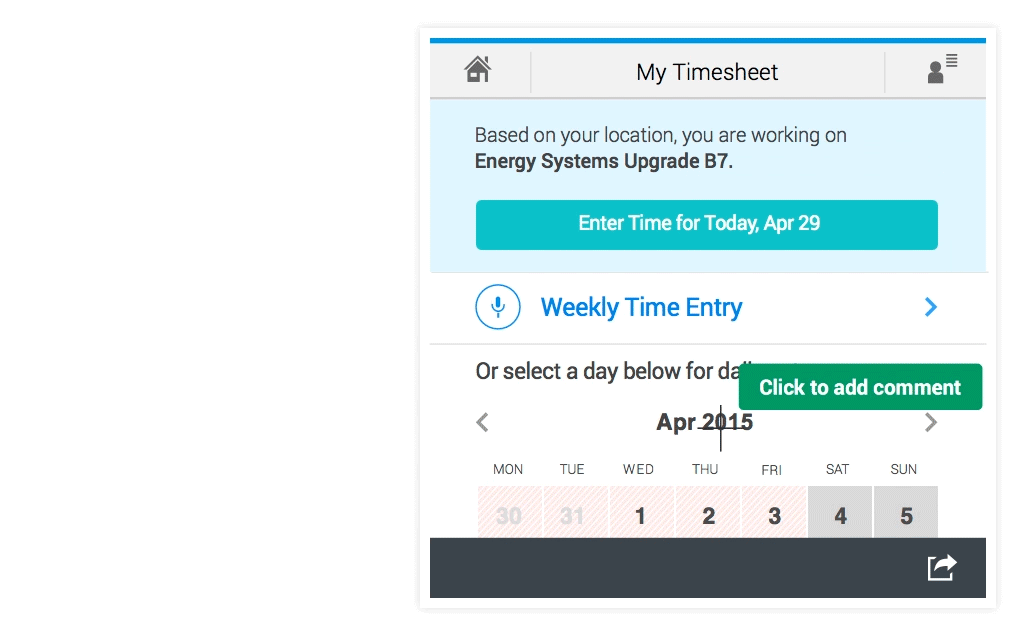 My Timesheet
Based on your location, you are working on
Energy Systems Upgrade B7.
Enter Time for Today, Apr 29
Weekly Time Entry
Or select a day below for
Click to add comment
Apr 2015
MON TUE WED THU FRI SAT SUN
30 31 1 2 3 4 5